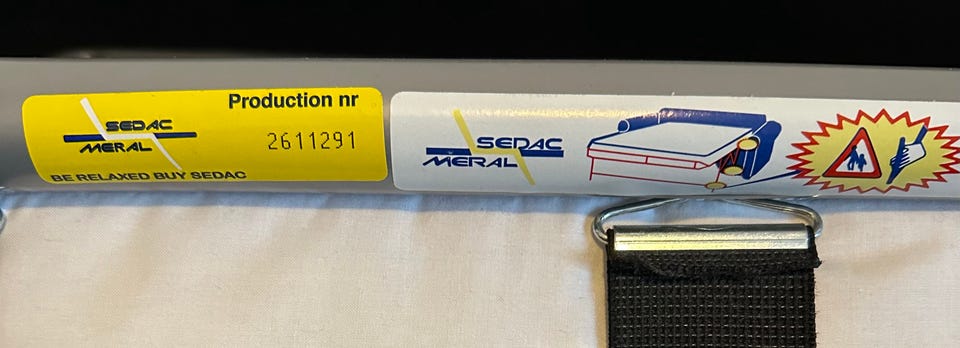 Production nr
SEDAC
MERAL
2611291
BE RELAXED BUY SEDAC
SEDAC
MERAL